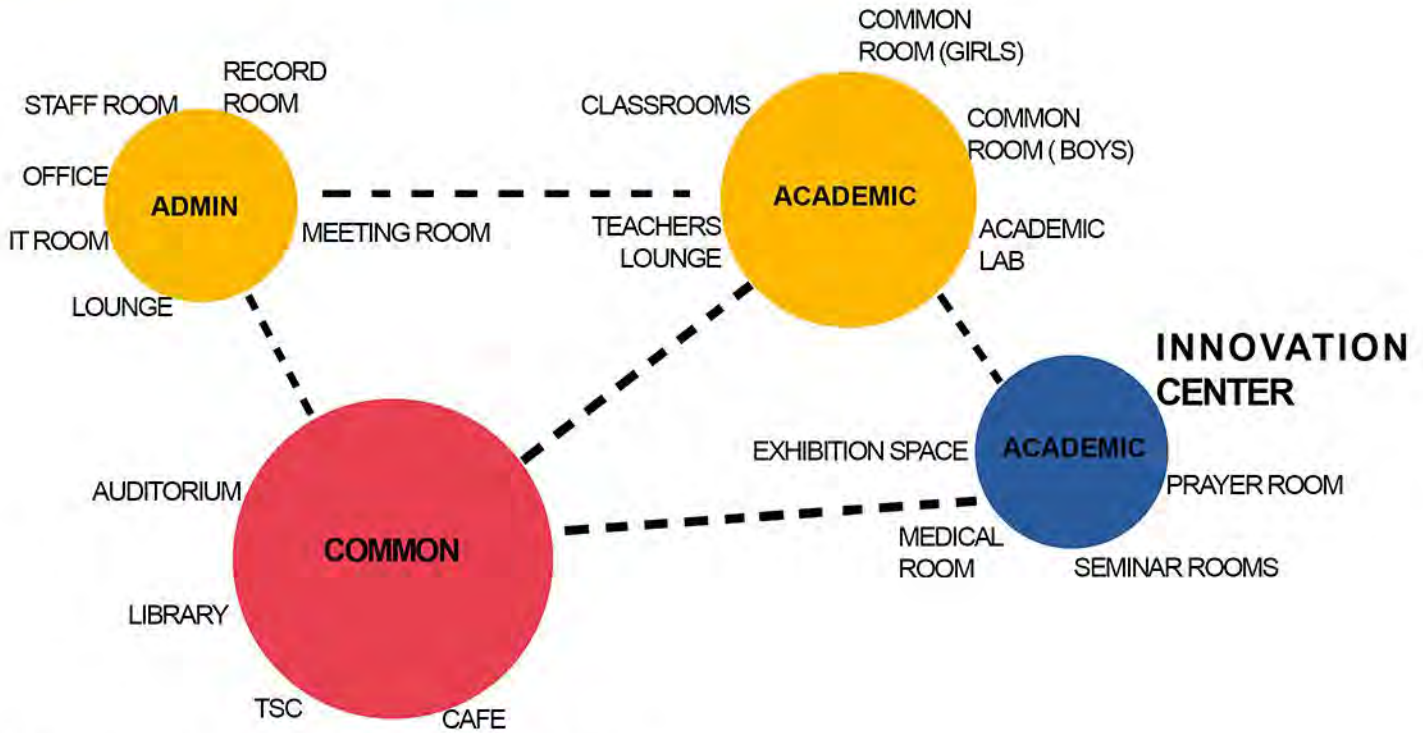 COMMON
ROOM (GIRLS)
RECORD
ROOM
STAFF ROOM
CLASSROOMS
COMMON
ROOM ( BOYS)
OFFICE
ADMIN
ACADEMIC
IT ROOM
MEETING ROOM
TEACHERS
LOUNGE
ACADEMIC
LAB
LOUNGE
INNOVATION
CENTER
EXHIBITION SPACE
ACADEMIC
PRAYER ROOM
AUDITORIUM
MEDICAL
ROOM
SEMINAR ROOMS
COMMON
LIBRARY
TSC
CAFE